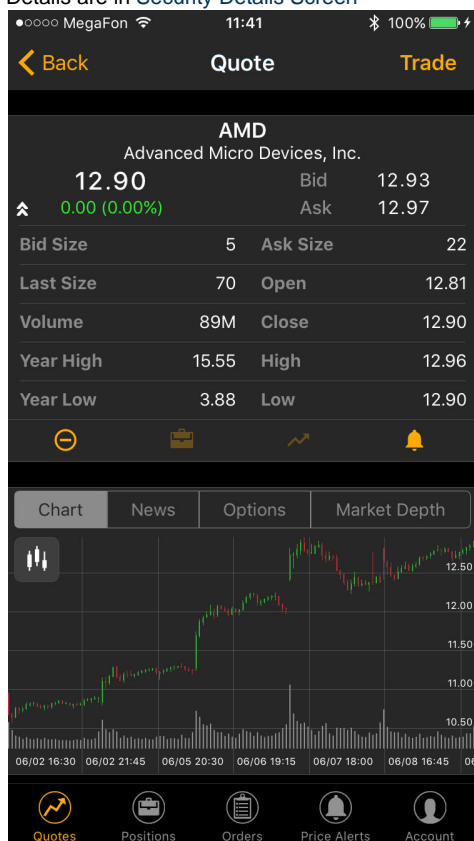 Details are in Security Details Screen
MegaFon 11:41 100%
Back Quote Trade
AMD
Advanced Micro Devices, Inc.
12.90 Bid 12.93
0.00 (0.00%) Ask 12.97
Bid Size 5 Ask Size 22
Last Size 70 Open 12.81
Volume 89M Close 12.90
Year High 15.55 High 12.96
Year Low 3.88 Low 12.90
Chart News Options Market Depth
12.50
12.00
11.50
11.00
10.50
06/02 16:30 06/02 21:45 06/05 20:30 06/06 19:15 06/07 18:00 06/08 16:45 06
Quotes Positions Orders Price Alerts Account